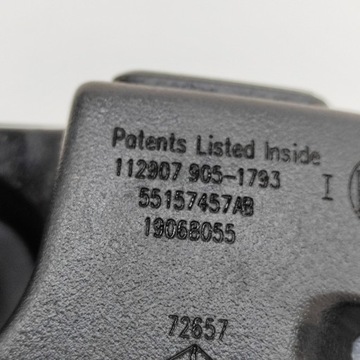 Patents Listed Inside
112907 905-1793
55157457AB
I
19068055
72657